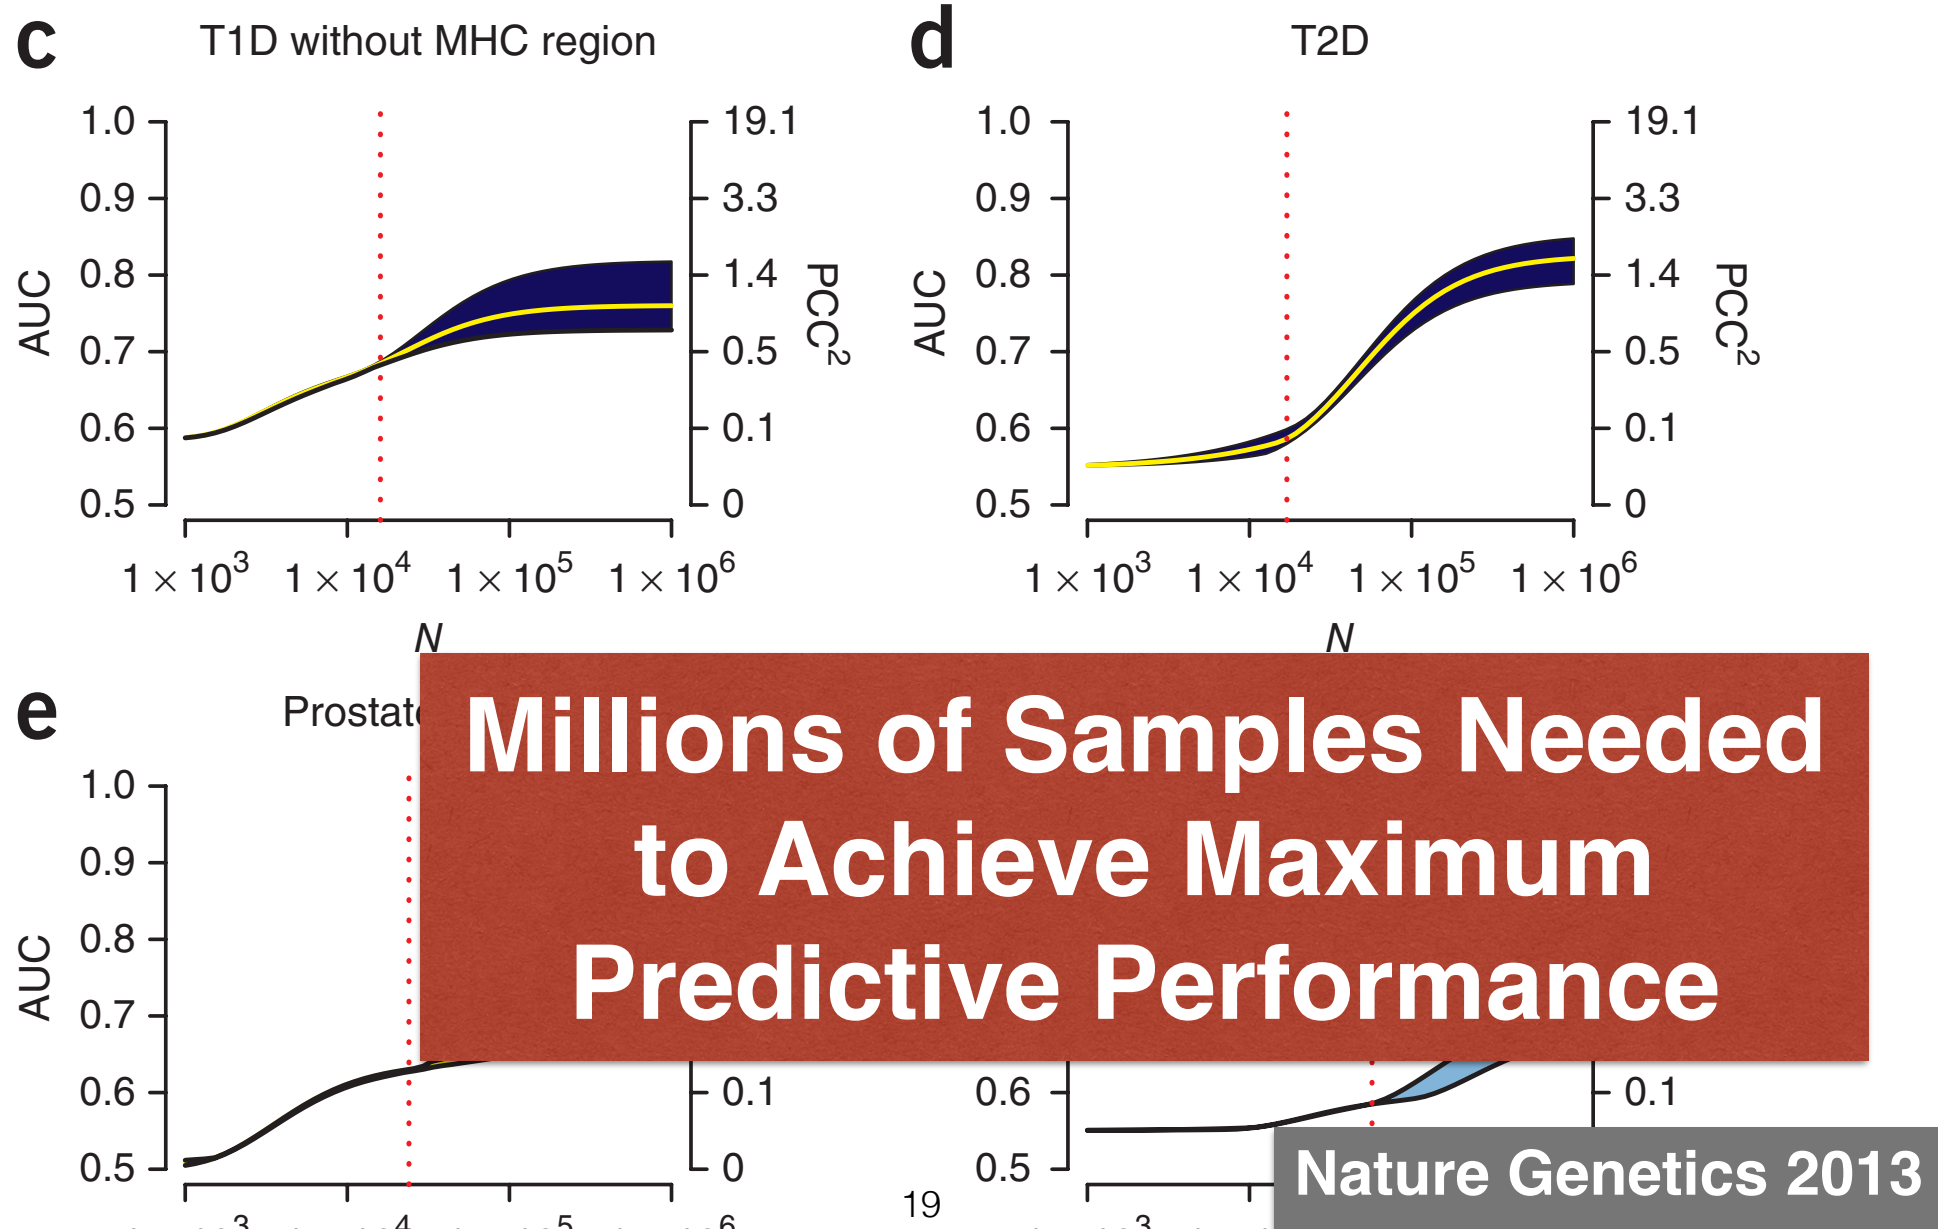 c
T1D without MHC region
1.0
0.9
0.8
0.7
0.6
0.5
AUC
19.1
3.3
1.4
0.5
0.1
0
PCC²
1 × 10³ 1 × 10⁴ 1 × 10⁵ 1 × 10⁶
N
d
T2D
1.0
0.9
0.8
0.7
0.6
0.5
AUC
19.1
3.3
1.4
0.5
0.1
0
PCC²
1 × 10³ 1 × 10⁴ 1 × 10⁵ 1 × 10⁶
N
Millions of Samples Needed
to Achieve Maximum
Predictive Performance
e
1.0
0.9
0.8
0.7
0.6
0.5
AUC
0.1
0
0.6
0.5
0.1
19
Nature Genetics 2013